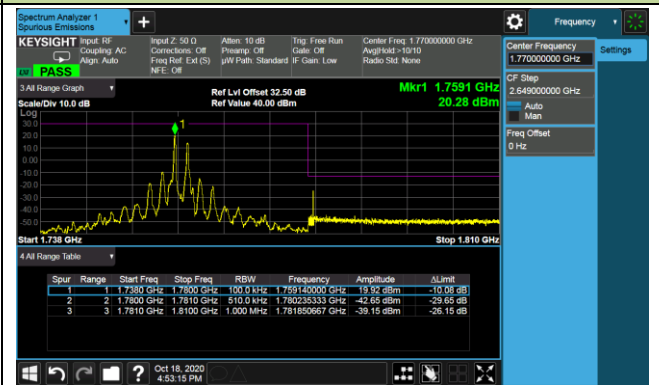 Spectrum Analyzer 1
Spurious Emissions
+
Frequency
KEYSIGHT
Input: RF
Coupling: AC
Align: Auto
Input Z: 50 Ω
Corrections: Off
Freq Ref: Ext (S)
NFE: Off
Atten: 10 dB
Preamp: Off
µW Path: Standard
Trig: Free Run
Gate: Off
IF Gain: Low
Center Freq: 1.770000000 GHz
Avg|Hold >10/10
Radio Std: None
PASS
Center Frequency
1.770000000 GHz
Settings
CF Step
2.649000000 GHz
Auto
Man
Freq Offset
0 Hz
3 All Range Graph
Scale/Div 10.0 dB
Ref Lvl Offset 32.50 dB
Ref Value 40.00 dBm
Mkr1 1.7591 GHz
20.28 dBm
Log
30.0
20.0
10.0
0.00
-10.0
-20.0
-30.0
-40.0
-50.0
1
Start 1.738 GHz
Stop 1.810 GHz
4 All Range Table
Spur Range Start Freq Stop Freq RBW Frequency Amplitude ΔLimit
1 1 1.7380 GHz 1.7800 GHz 100.0 kHz 1.759140000 GHz 19.92 dBm -10.08 dB
2 2 1.7800 GHz 1.7810 GHz 510.0 kHz 1.780235333 GHz -42.65 dBm -29.65 dB
3 3 1.7810 GHz 1.8100 GHz 1.000 MHz 1.781850667 GHz -39.15 dBm -26.15 dB
?
Oct 18, 2020
4:53:15 PM